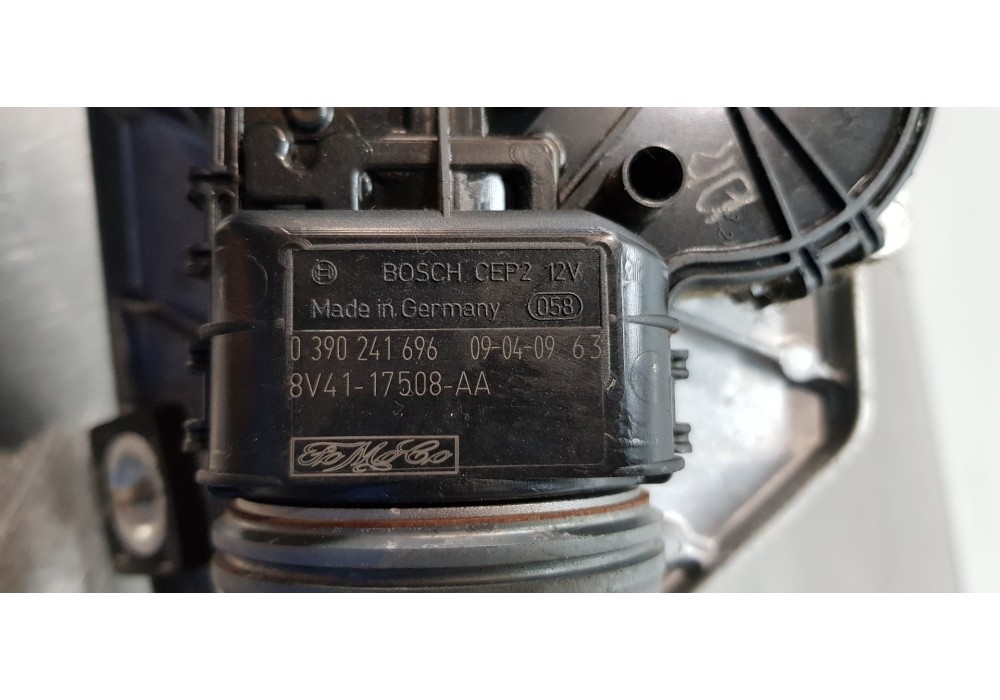 BOSCH CEP2 12V
Made in Germany 058
0 390 241 696 09-04-09 63
8V41-17508-AA
FoMoCo